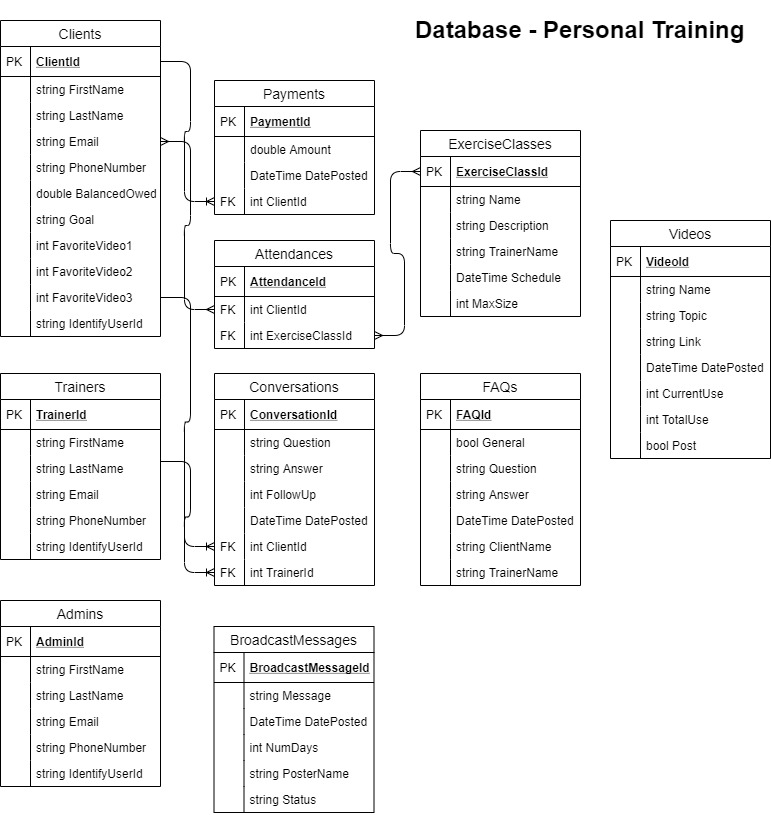 Database - Personal Training
Clients
PK ClientId
string FirstName
string LastName
string Email
string PhoneNumber
double BalancedOwed
string Goal
int FavoriteVideo1
int FavoriteVideo2
int FavoriteVideo3
string IdentifyUserId
Payments
PK PaymentId
double Amount
DateTime DatePosted
FK int ClientId
Attendances
PK AttendanceId
FK int ClientId
FK int ExerciseClassId
ExerciseClasses
PK ExerciseClassId
string Name
string Description
string TrainerName
DateTime Schedule
int MaxSize
Videos
PK VideoId
string Name
string Topic
string Link
DateTime DatePosted
int CurrentUse
int TotalUse
bool Post
Trainers
PK TrainerId
string FirstName
string LastName
string Email
string PhoneNumber
string IdentifyUserId
Conversations
PK ConversationId
string Question
string Answer
int FollowUp
DateTime DatePosted
FK int ClientId
FK int TrainerId
FAQs
PK FAQId
bool General
string Question
string Answer
DateTime DatePosted
string ClientName
string TrainerName
Admins
PK AdminId
string FirstName
string LastName
string Email
string PhoneNumber
string IdentifyUserId
BroadcastMessages
PK BroadcastMessageId
string Message
DateTime DatePosted
int NumDays
string PosterName
string Status